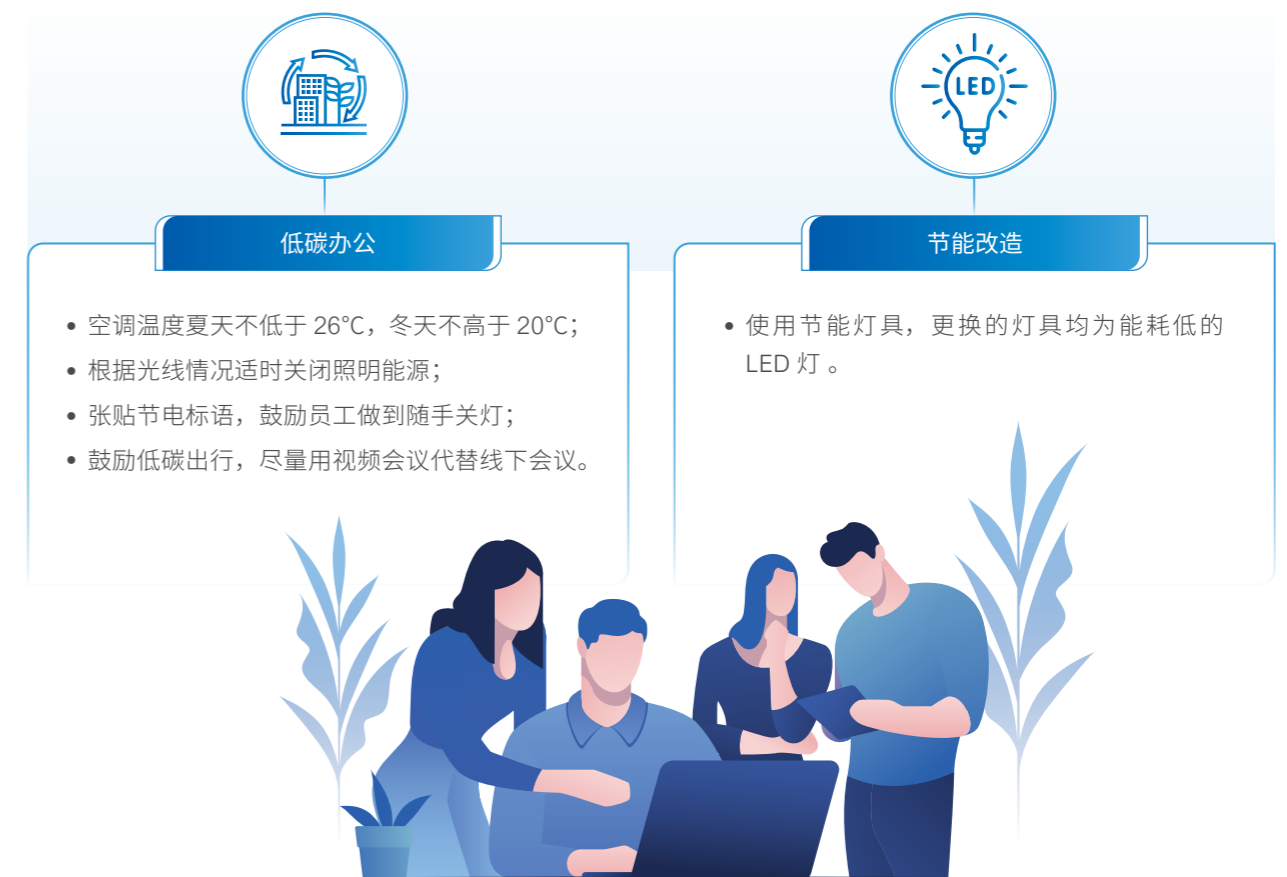 LED
低碳办公
• 空调温度夏天不低于 26℃，冬天不高于 20℃；
• 根据光线情况适时关闭照明能源；
• 张贴节电标语，鼓励员工做到随手关灯；
• 鼓励低碳出行，尽量用视频会议代替线下会议。
节能改造
• 使用节能灯具，更换的灯具均为能耗低的
LED 灯 。